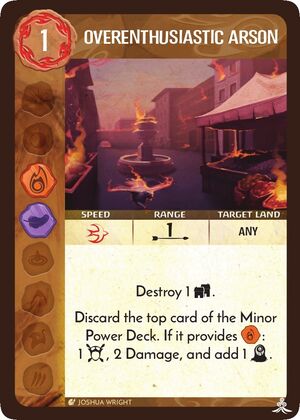 1
OVERENTHUSIASTIC ARSON
SPEED
RANGE
TARGET LAND
1
ANY
Destroy 1 .
Discard the top card of the Minor
Power Deck. If it provides :
1 , 2 Damage, and add 1 .
JOSHUA WRIGHT